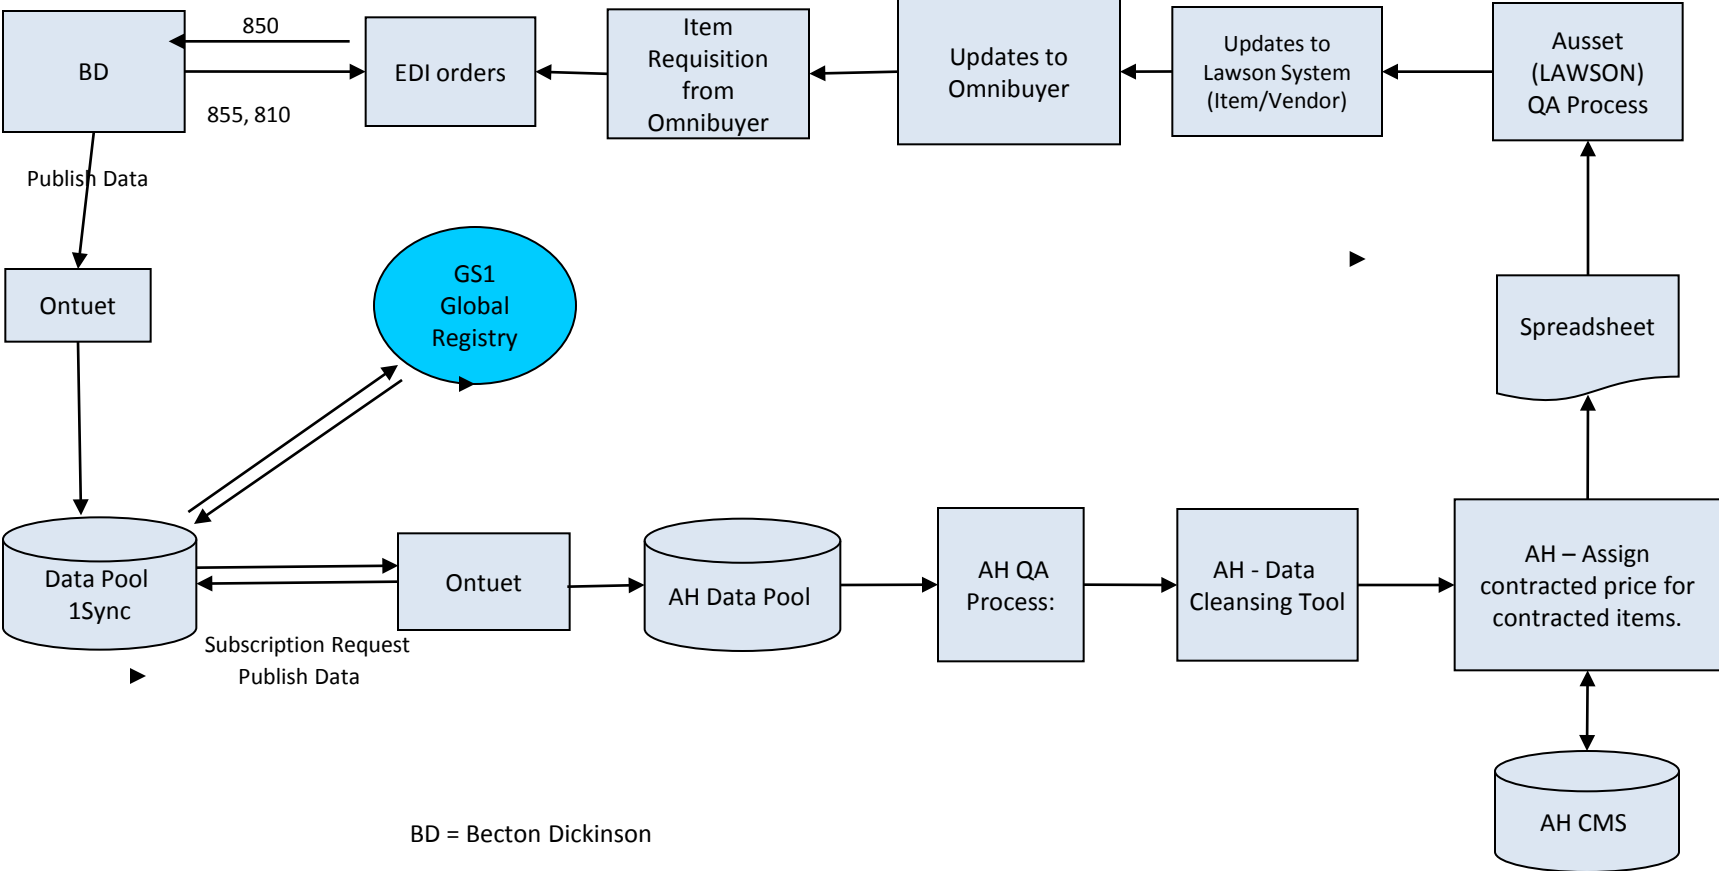 BD
850
855, 810
EDI orders
Item
Requisition
from
Omnibuyer
Updates to
Omnibuyer
Updates to
Lawson System
(Item/Vendor)
Ausset
(LAWSON)
QA Process
Publish Data
Ontuet
GS1
Global
Registry
Spreadsheet
Data Pool
1Sync
Subscription Request
Publish Data
Ontuet
AH Data Pool
AH QA
Process:
AH - Data
Cleansing Tool
AH – Assign
contracted price for
contracted items.
AH CMS
BD = Becton Dickinson